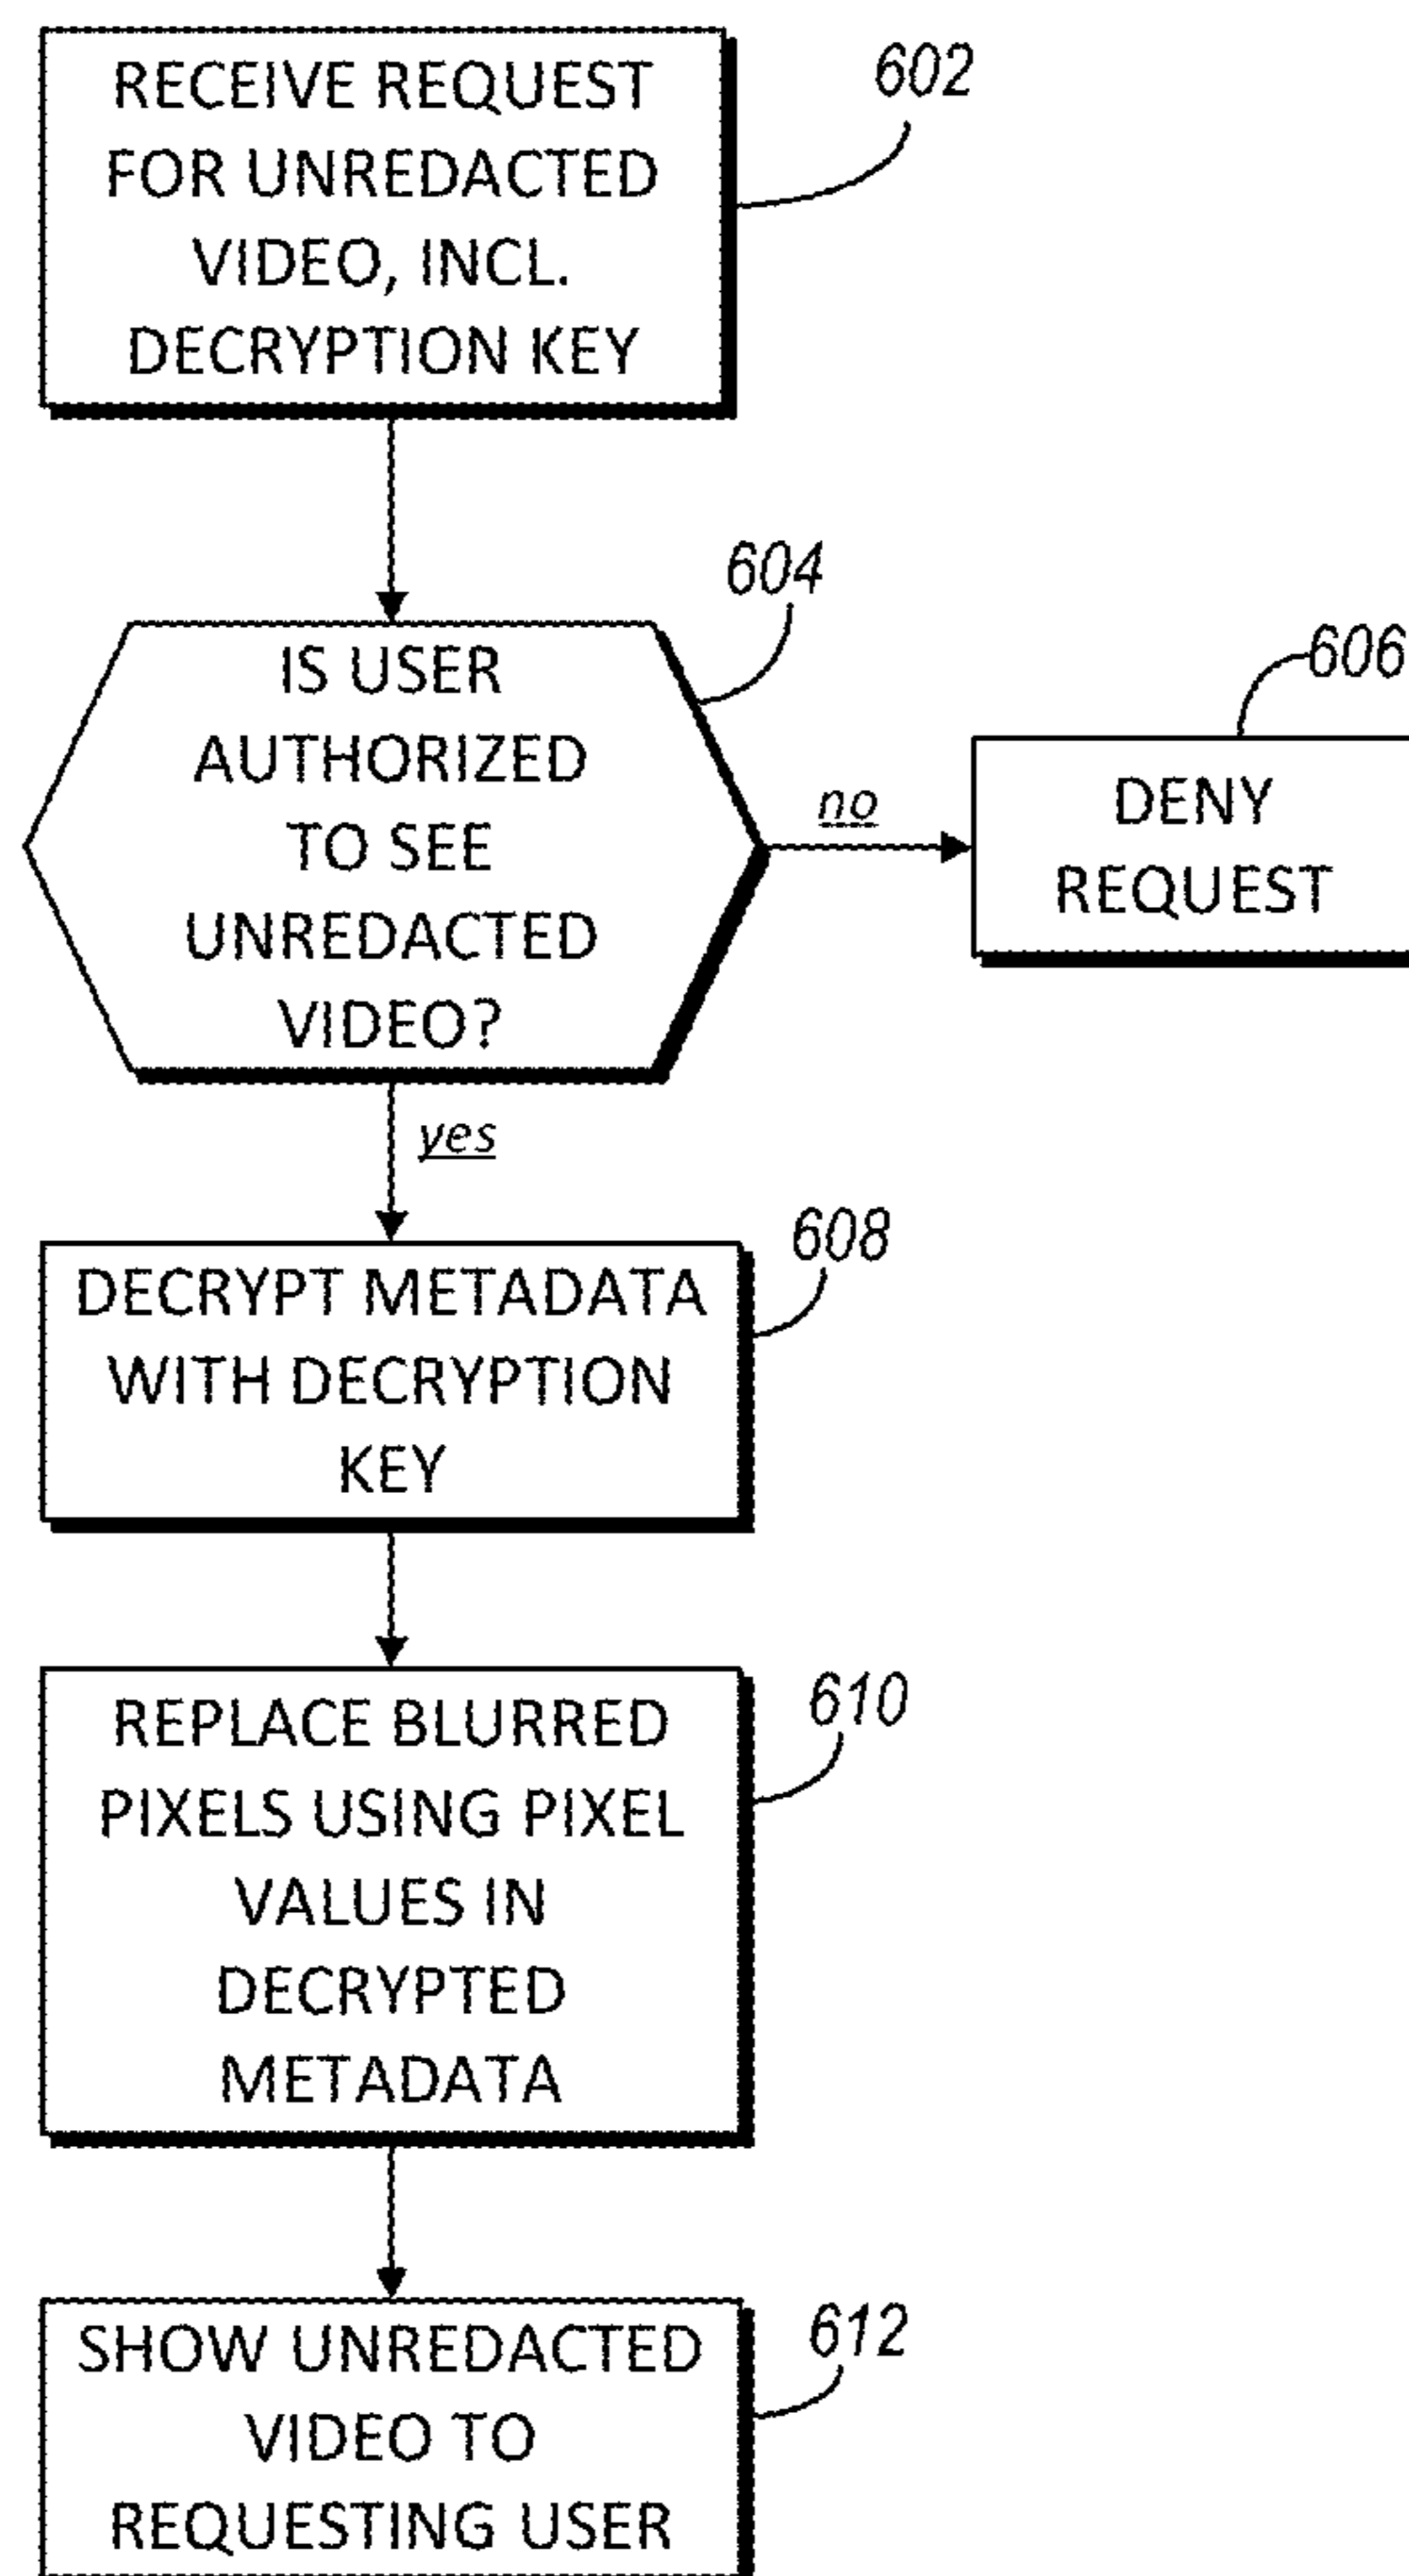 RECEIVE REQUEST
FOR UNREDACTED
VIDEO, INCL.
DECRYPTION KEY
602
IS USER
AUTHORIZED
TO SEE
UNREDACTED
VIDEO?
604
no
DENY
REQUEST
606
yes
DECRYPT METADATA
WITH DECRYPTION
KEY
608
REPLACE BLURRED
PIXELS USING PIXEL
VALUES IN
DECRYPTED
METADATA
610
SHOW UNREDACTED
VIDEO TO
REQUESTING USER
612